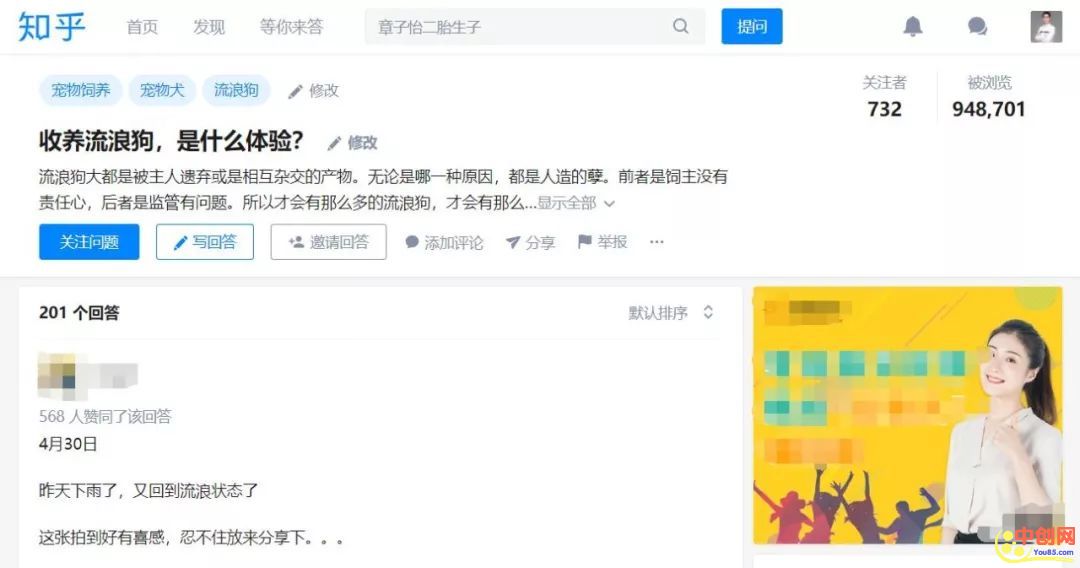 知乎 首页 发现 等你来答 章子怡二胎生子 提问
宠物饲养 宠物犬 流浪狗 修改
关注者 被浏览
732 948,701
收养流浪狗，是什么体验？ 修改
流浪狗大都是被主人遗弃或是相互杂交的产物。无论是哪一种原因，都是人造的孽。前者是饲主没有
责任心，后者是监管有问题。所以才会有那么多的流浪狗，才会有那么...显示全部
关注问题 写回答 邀请回答 添加评论 分享 举报 ···
201 个回答 默认排序
568 人赞同了该回答
4月30日
昨天下雨了，又回到流浪状态了
这张拍到好有喜感，忍不住放来分享下。。。
中创网
You85.com